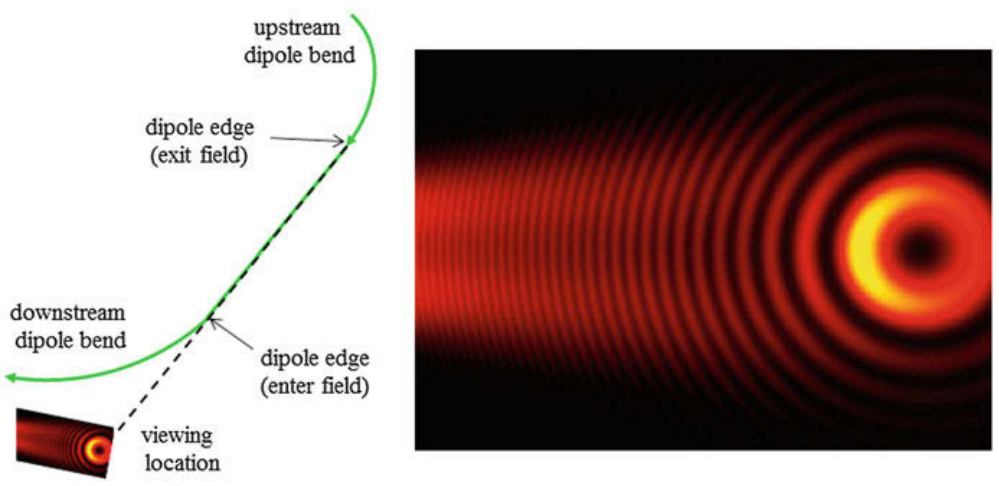 upstream
dipole bend
dipole edge
(exit field)
downstream
dipole bend
dipole edge
(enter field)
viewing
location